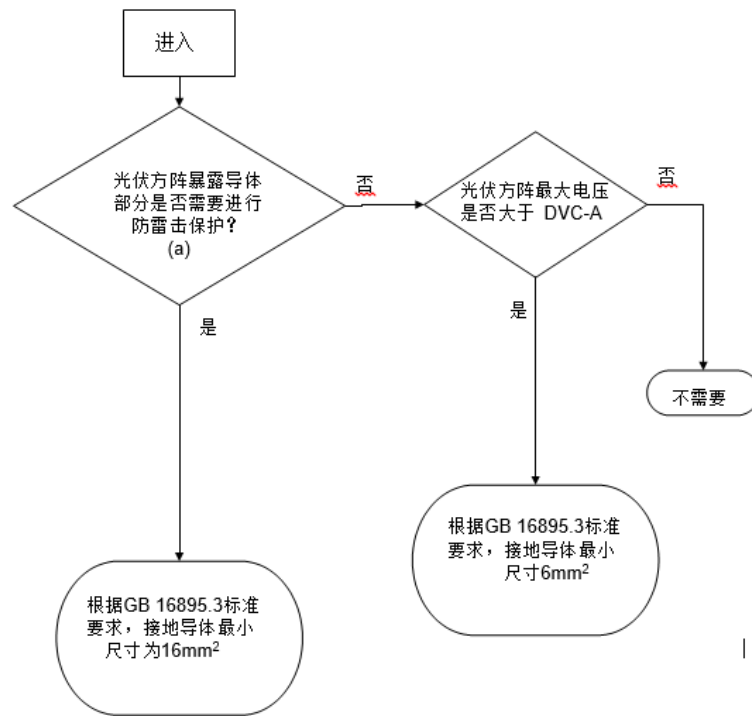 进入
光伏方阵暴露导体
部分是否需要进行
防雷击保护？
(a)
否
光伏方阵最大电压
是否大于 DVC-A
否
是
是
不需要
根据GB 16895.3标准
要求，接地导体最小
尺寸6mm²
根据GB 16895.3标准
要求，接地导体最小
尺寸为16mm²